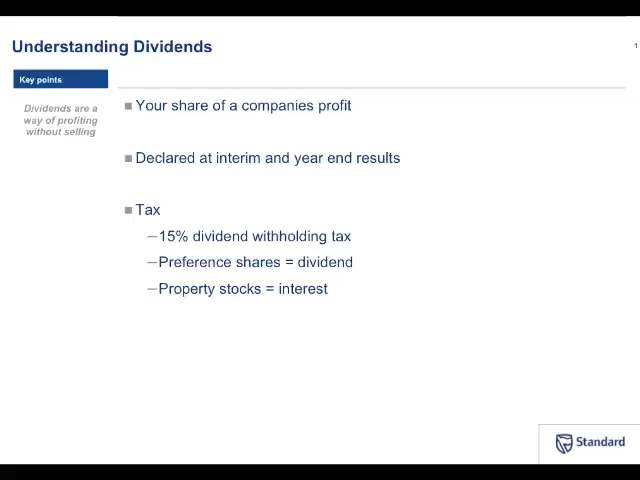 Understanding Dividends
1
Key points
Dividends are a
way of profiting
without selling
Your share of a companies profit
Declared at interim and year end results
Tax
—15% dividend withholding tax
—Preference shares = dividend
—Property stocks = interest
Standard